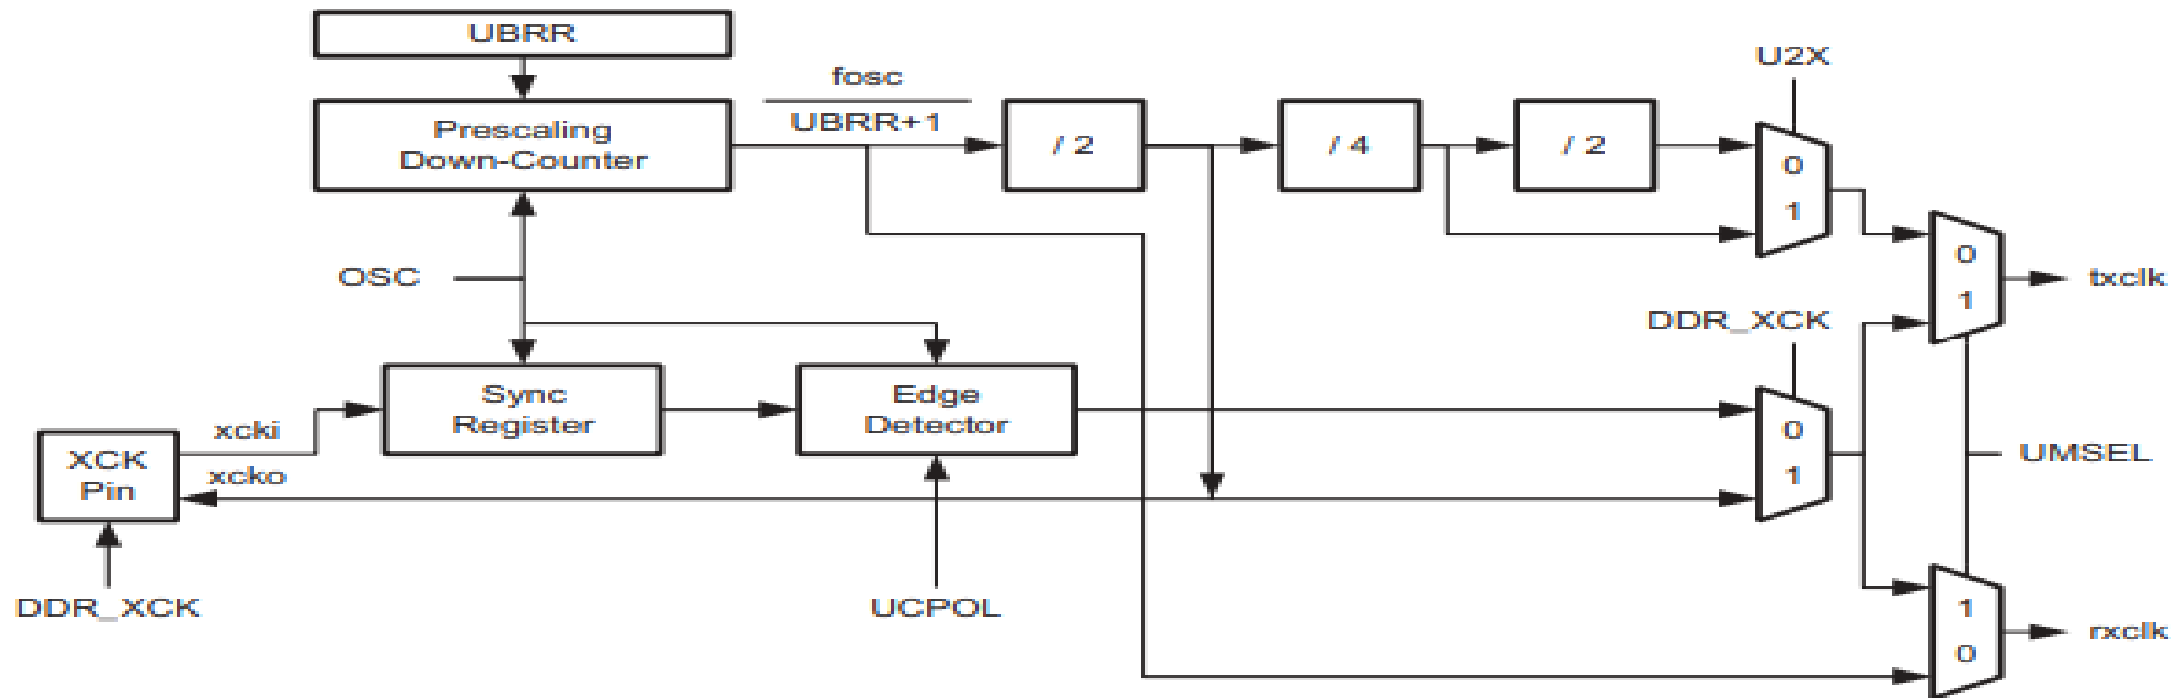 UBRR
fosc
U2X
UBRR+1
Prescaling
Down-Counter
/ 2
/ 4
/ 2
0
1
0
1
OSC
txclk
DDR_XCK
Sync
Register
Edge
Detector
0
1
xcki
xcko
XCK
Pin
UMSEL
DDR_XCK
UCPOL
1
0
rxclk